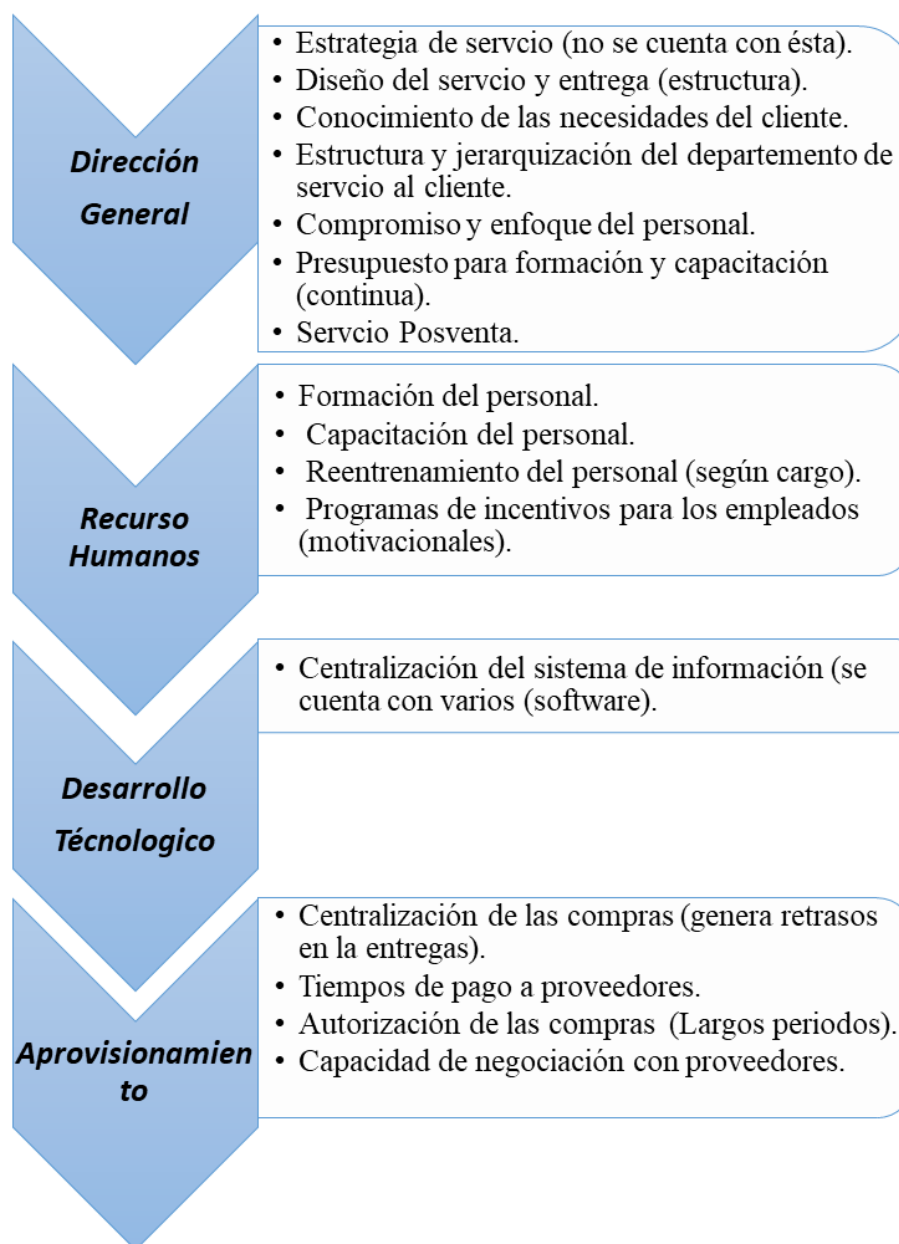 Dirección
General
• Estrategia de servcio (no se cuenta con ésta).
• Diseño del servcio y entrega (estructura).
• Conocimiento de las necesidades del cliente.
• Estructura y jerarquización del departemento de
servcio al cliente.
• Compromiso y enfoque del personal.
• Presupuesto para formación y capacitación
(continua).
• Servcio Posventa.
Recurso
Humanos
• Formación del personal.
• Capacitación del personal.
• Reentrenamiento del personal (según cargo).
• Programas de incentivos para los empleados
(motivacionales).
Desarrollo
Técnologico
• Centralización del sistema de información (se
cuenta con varios (software).
Aprovisionamien
to
• Centralización de las compras (genera retrasos
en la entregas).
• Tiempos de pago a proveedores.
• Autorización de las compras (Largos periodos).
• Capacidad de negociación con proveedores.